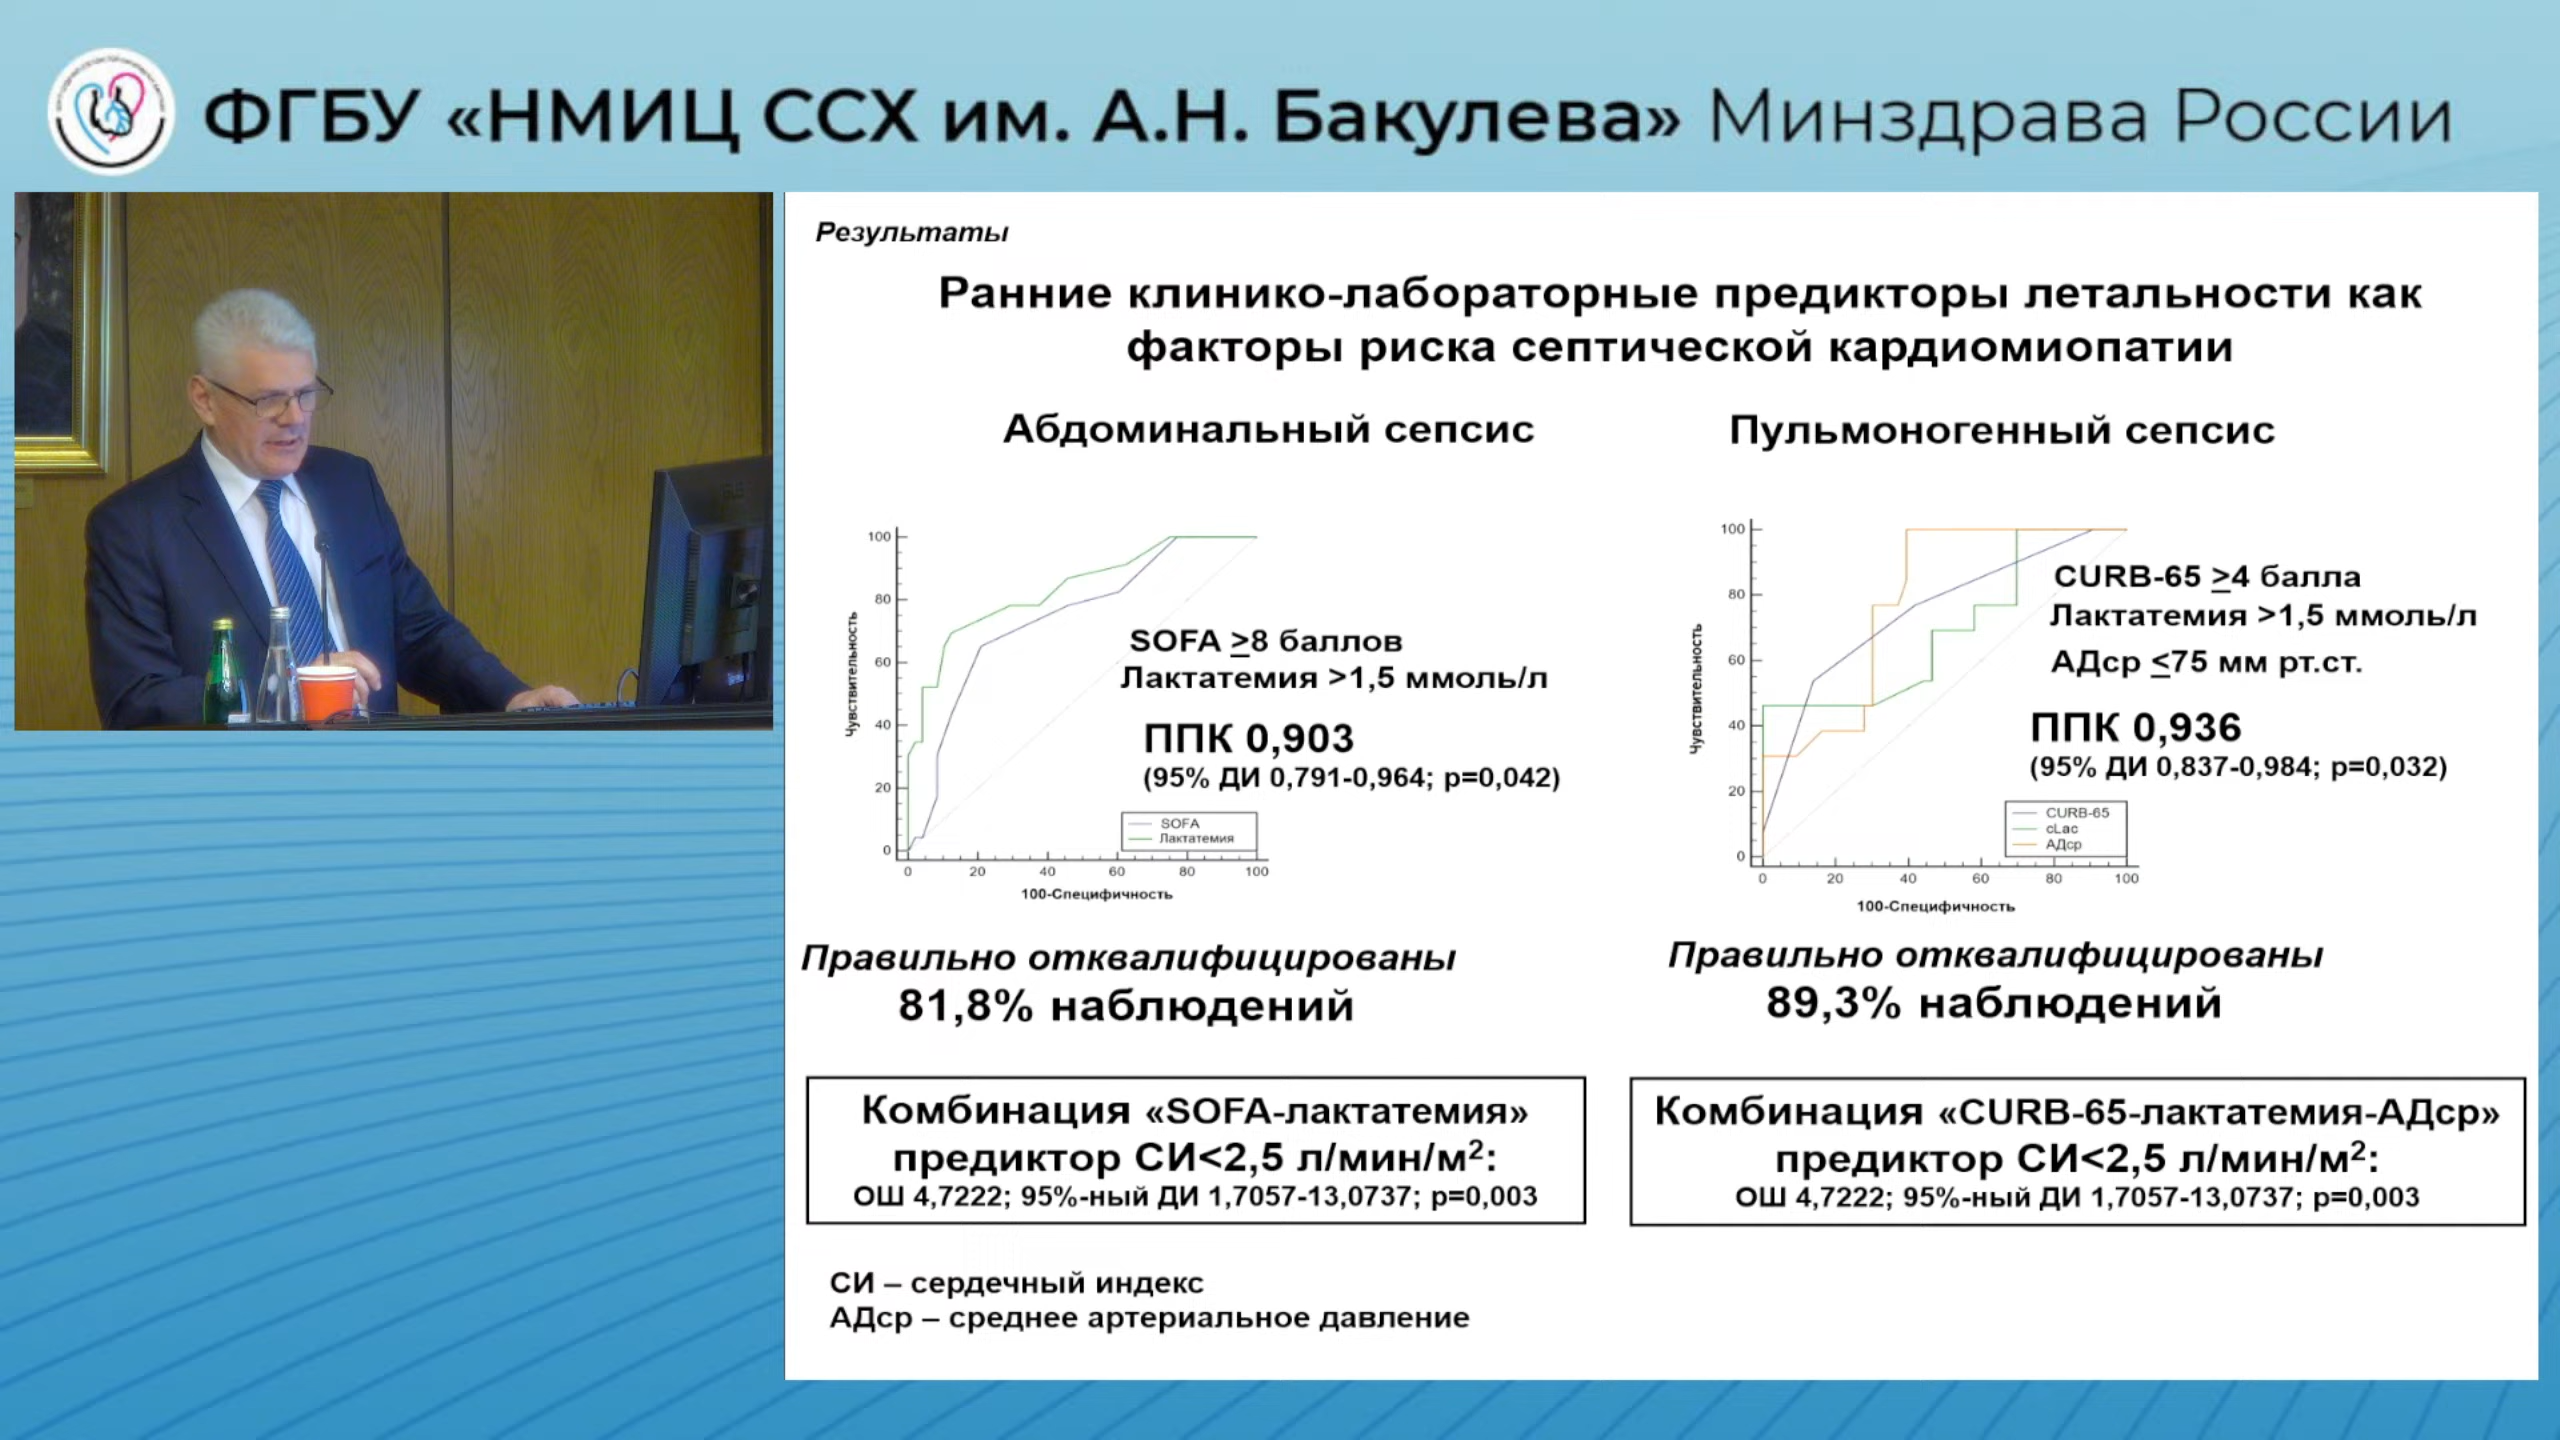 ФГБУ «НМИЦ ССХ им. А.Н. Бакулева» Минздрава России
Результаты
Ранние клинико-лабораторные предикторы летальности как
факторы риска септической кардиомиопатии
Абдоминальный сепсис
100
80
60
40
20
0
0 20 40 60 80 100
Чувствительность
100-Специфичность
SOFA ≥8 баллов
Лактатемия >1,5 ммоль/л
ППК 0,903
(95% ДИ 0,791-0,964; p=0,042)
SOFA
Лактатемия
Правильно отквалифицированы
81,8% наблюдений
Комбинация «SOFA-лактатемия»
предиктор СИ<2,5 л/мин/м²:
ОШ 4,7222; 95%-ный ДИ 1,7057-13,0737; p=0,003
Пульмоногенный сепсис
100
80
60
40
20
0
0 20 40 60 80 100
Чувствительность
100-Специфичность
CURB-65 ≥4 балла
Лактатемия >1,5 ммоль/л
АДср ≤75 мм рт.ст.
ППК 0,936
(95% ДИ 0,837-0,984; p=0,032)
CURB-65
cLac
АДср
Правильно отквалифицированы
89,3% наблюдений
Комбинация «CURB-65-лактатемия-АДср»
предиктор СИ<2,5 л/мин/м²:
ОШ 4,7222; 95%-ный ДИ 1,7057-13,0737; p=0,003
СИ – сердечный индекс
АДср – среднее артериальное давление